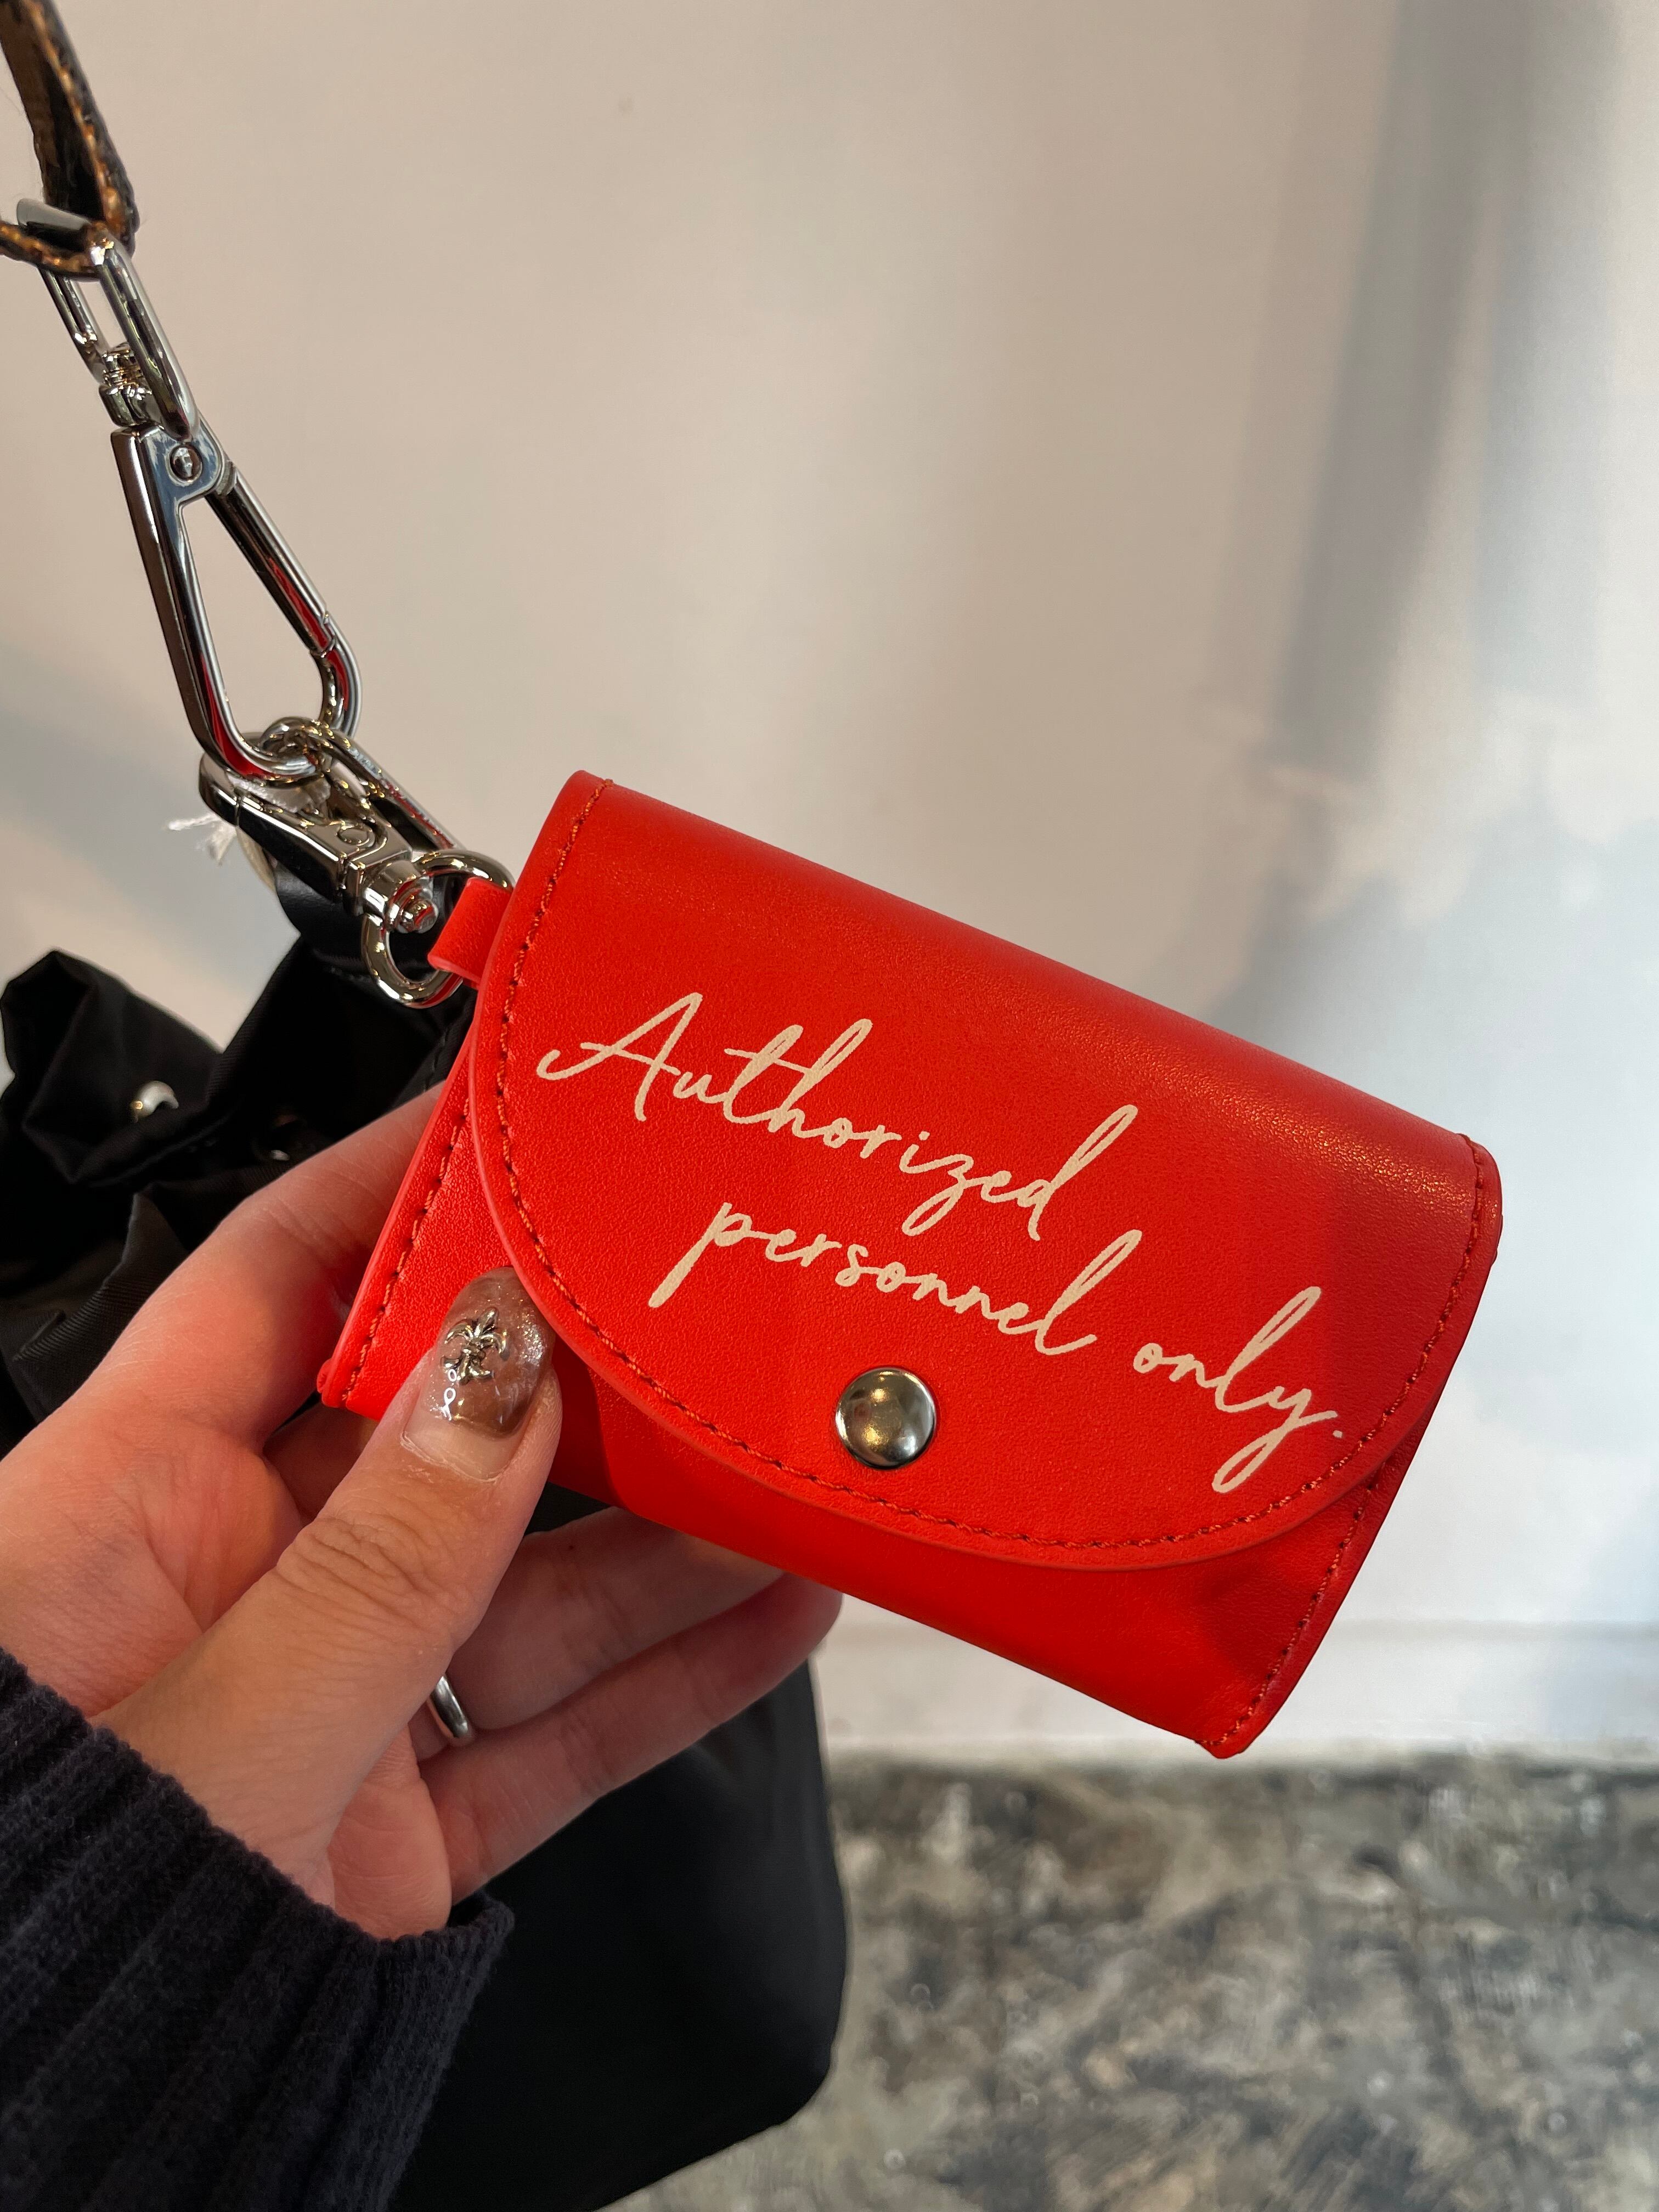 Authorized
personnel only.